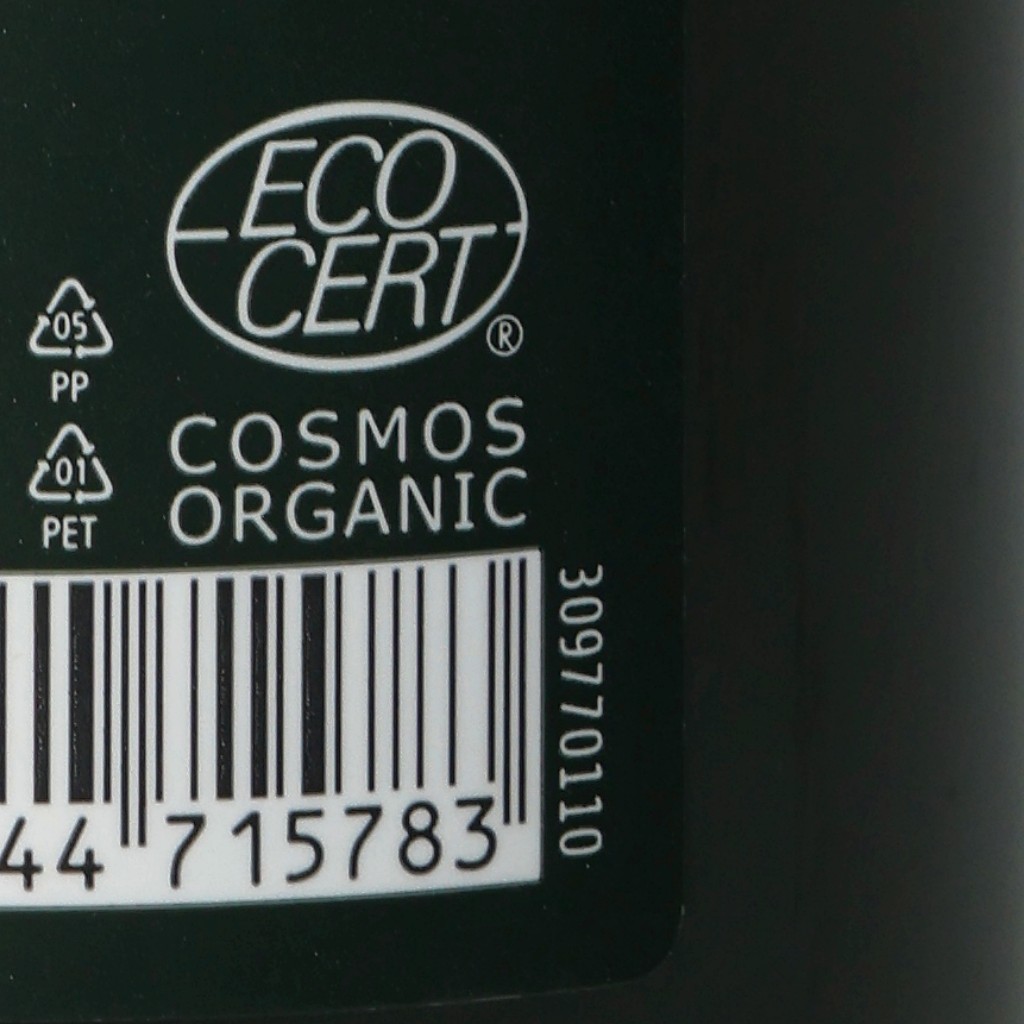 ECO
CERT
®
05
PP
01
PET
COSMOS
ORGANIC
44 715783
309770110